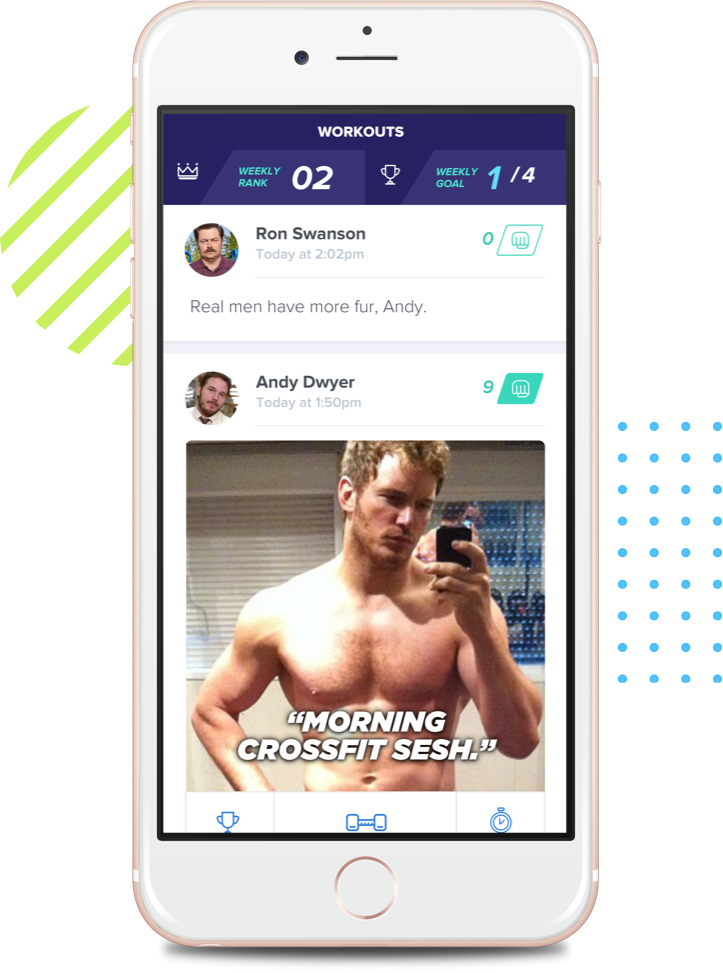 WORKOUTS
WEEKLY
RANK
02
WEEKLY
GOAL
1 / 4
Ron Swanson
Today at 2:02pm
0
Real men have more fur, Andy.
Andy Dwyer
Today at 1:50pm
9
“MORNING
CROSSFIT SESH.”